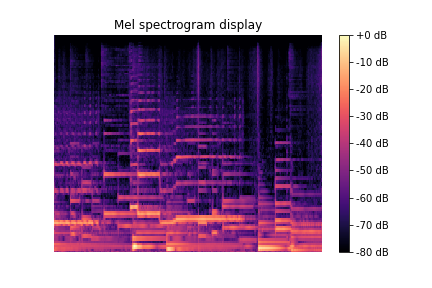 Mel spectrogram display
+0 dB
-10 dB
-20 dB
-30 dB
-40 dB
-50 dB
-60 dB
-70 dB
-80 dB